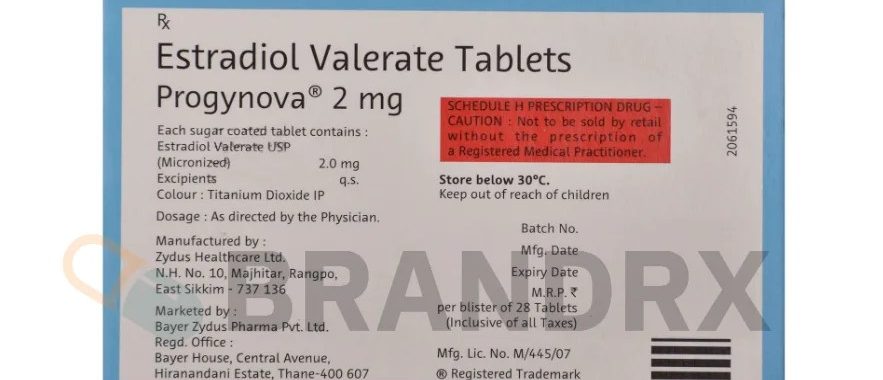 Rx
Estradiol Valerate Tablets
Progynova® 2 mg
Each sugar coated tablet contains :
Estradiol Valerate USP
(Micronized) 2.0 mg
Excipients q.s.
Colour : Titanium Dioxide IP
Dosage : As directed by the Physician.
Manufactured by :
Zydus Healthcare Ltd.
N.H. No. 10, Majhitar, Rangpo,
East Sikkim - 737 136
Marketed by :
Bayer Zydus Pharma Pvt. Ltd.
Regd. Office :
Bayer House, Central Avenue,
Hiranandani Estate, Thane-400 607
SCHEDULE H PRESCRIPTION DRUG –
CAUTION : Not to be sold by retail
without the prescription of
a Registered Medical Practitioner.
Store below 30°C.
Keep out of reach of children
Batch No.
Mfg. Date
Expiry Date
M.R.P. ₹
per blister of 28 Tablets
(Inclusive of all Taxes)
Mfg. Lic. No. M/445/07
® Registered Trademark
2061594
BRANDRX